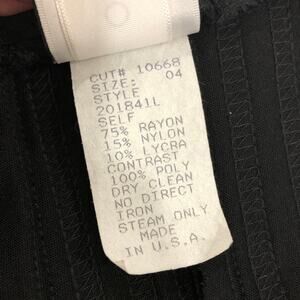 CUT# 10668
SIZE: 04
STYLE
201841L
SELF
75% RAYON
15% NYLON
10% LYCRA
CONTRAST
100% POLY
DRY CLEAN
NO DIRECT
IRON
STEAM ONLY
MADE
IN U.S.A.